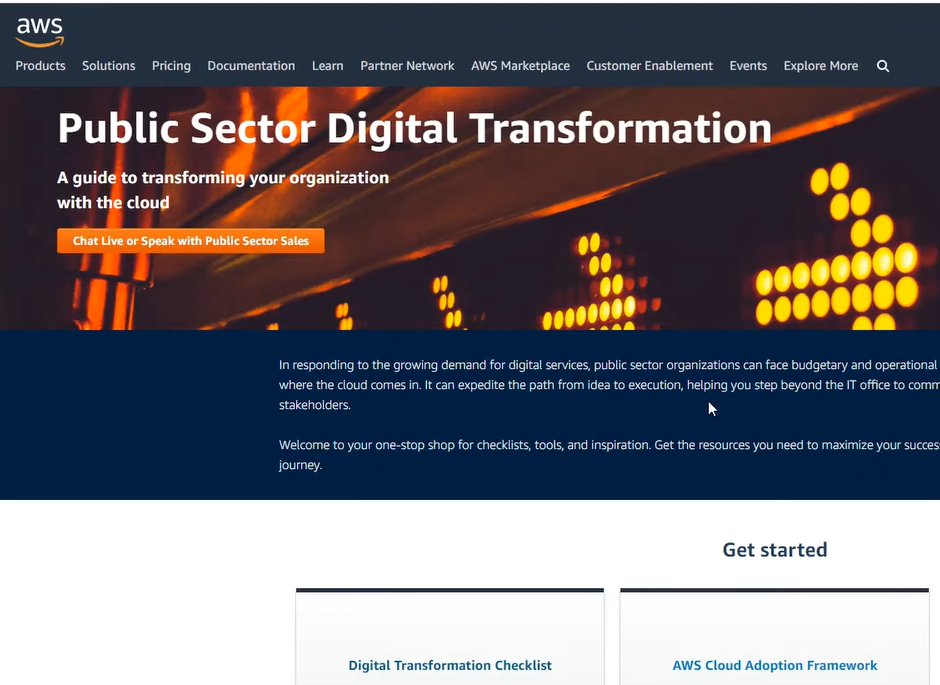 aws
Products Solutions Pricing Documentation Learn Partner Network AWS Marketplace Customer Enablement Events Explore More
Public Sector Digital Transformation
A guide to transforming your organization
with the cloud
Chat Live or Speak with Public Sector Sales
In responding to the growing demand for digital services, public sector organizations can face budgetary and operational
where the cloud comes in. It can expedite the path from idea to execution, helping you step beyond the IT office to
stakeholders.
Welcome to your one-stop shop for checklists, tools, and inspiration. Get the resources you need to maximize your
journey.
Get started
Digital Transformation Checklist
AWS Cloud Adoption Framework